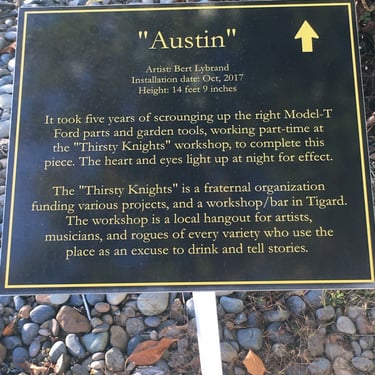 "Austin"
Artist: Bert Lybrand
Installation date: Oct, 2017
Height: 14 feet 9 inches
It took five years of scrounging up the right Model-T
Ford parts and garden tools, working part-time at
the "Thirsty Knights" workshop, to complete this
piece. The heart and eyes light up at night for effect.
The "Thirsty Knights" is a fraternal organization
funding various projects, and a workshop/bar in Tigard.
The workshop is a local hangout for artists,
musicians, and rogues of every variety who use the
place as an excuse to drink and tell stories.